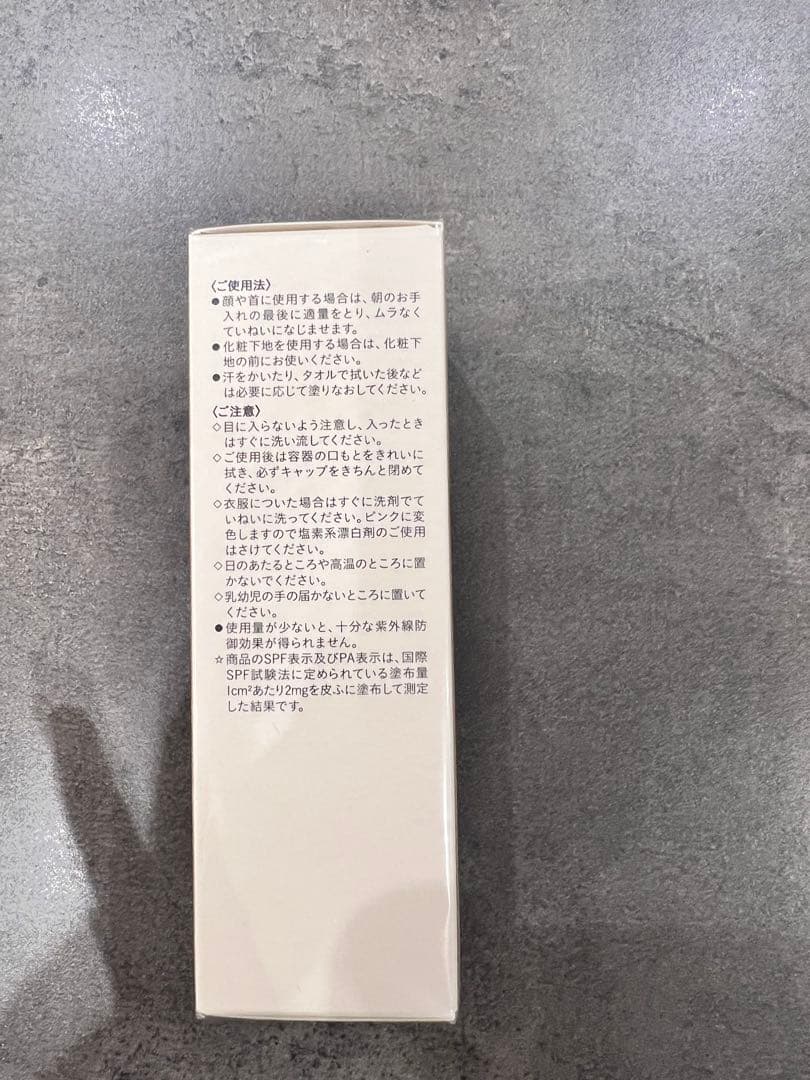 〈ご使用法〉
●顔や首に使用する場合は、朝のお手
入れの最後に適量をとり、ムラなく
ていねいになじませます。
●化粧下地を使用する場合は、化粧下
地の前にお使いください。
●汗をかいたり、タオルで拭いた後など
は必要に応じて塗りなおしてください。
〈ご注意〉
◇目に入らないよう注意し、入ったとき
はすぐに洗い流してください。
◇ご使用後は容器の口もとをきれいに
拭き、必ずキャップをきちんと閉めて
ください。
◇衣服についた場合はすぐに洗剤でて
いねいに洗ってください。ピンクに変
色しますので塩素系漂白剤のご使用
はさけてください。
◇日のあたるところや高温のところに置
かないでください。
◇乳幼児の手の届かないところに置いて
ください。
●使用量が少ないと、十分な紫外線防
御効果が得られません。
☆商品のSPF表示及びPA表示は、国際
SPF試験法に定められている塗布量
1cm²あたり2mgを皮ふに塗布して測定
した結果です。